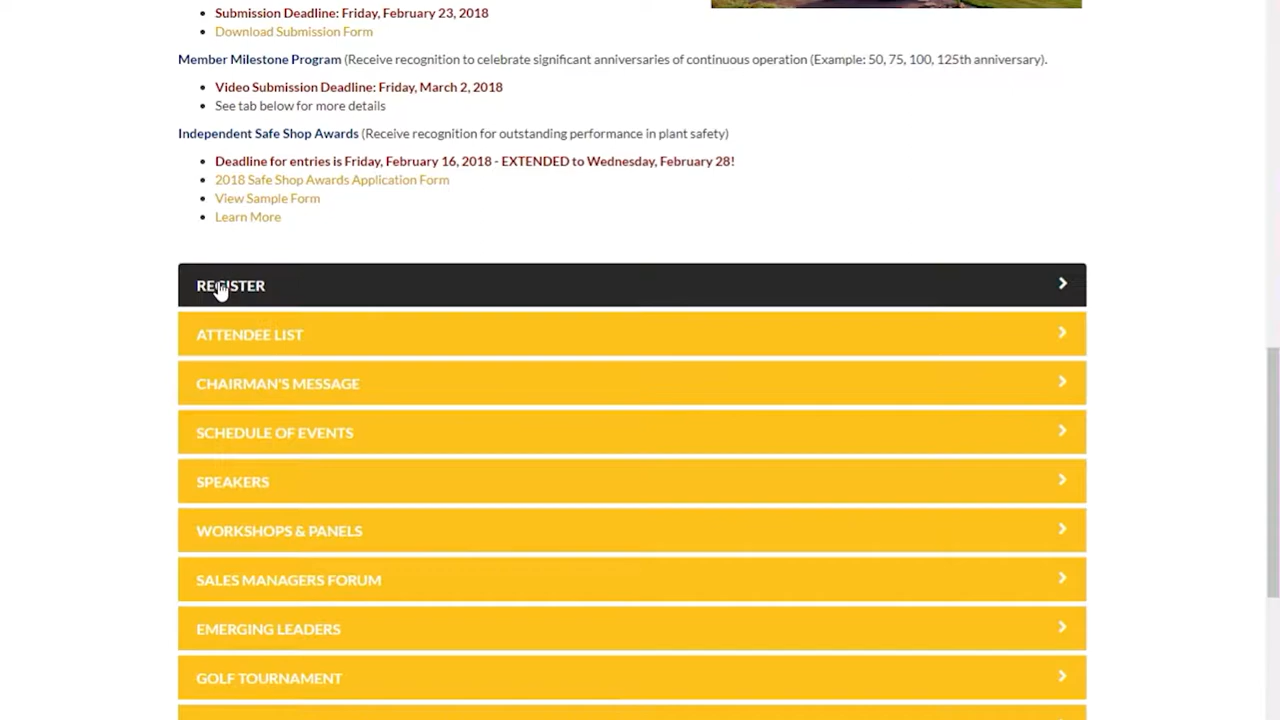 Submission Deadline: Friday, February 23, 2018
Download Submission Form
Member Milestone Program (Receive recognition to celebrate significant anniversaries of continuous operation (Example: 50, 75, 100, 125th anniversary).
Video Submission Deadline: Friday, March 2, 2018
See tab below for more details
Independent Safe Shop Awards (Receive recognition for outstanding performance in plant safety)
Deadline for entries is Friday, February 16, 2018 - EXTENDED to Wednesday, February 28!
2018 Safe Shop Awards Application Form
View Sample Form
Learn More
REGISTER
ATTENDEE LIST
CHAIRMAN'S MESSAGE
SCHEDULE OF EVENTS
SPEAKERS
WORKSHOPS & PANELS
SALES MANAGERS FORUM
EMERGING LEADERS
GOLF TOURNAMENT